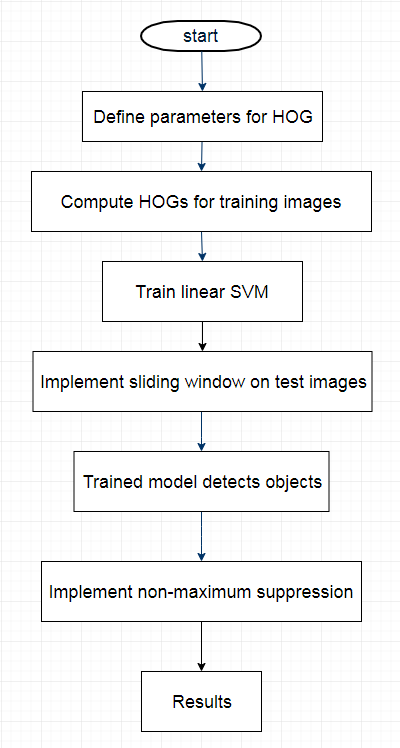 start
Define parameters for HOG
Compute HOGs for training images
Train linear SVM
Implement sliding window on test images
Trained model detects objects
Implement non-maximum suppression
Results